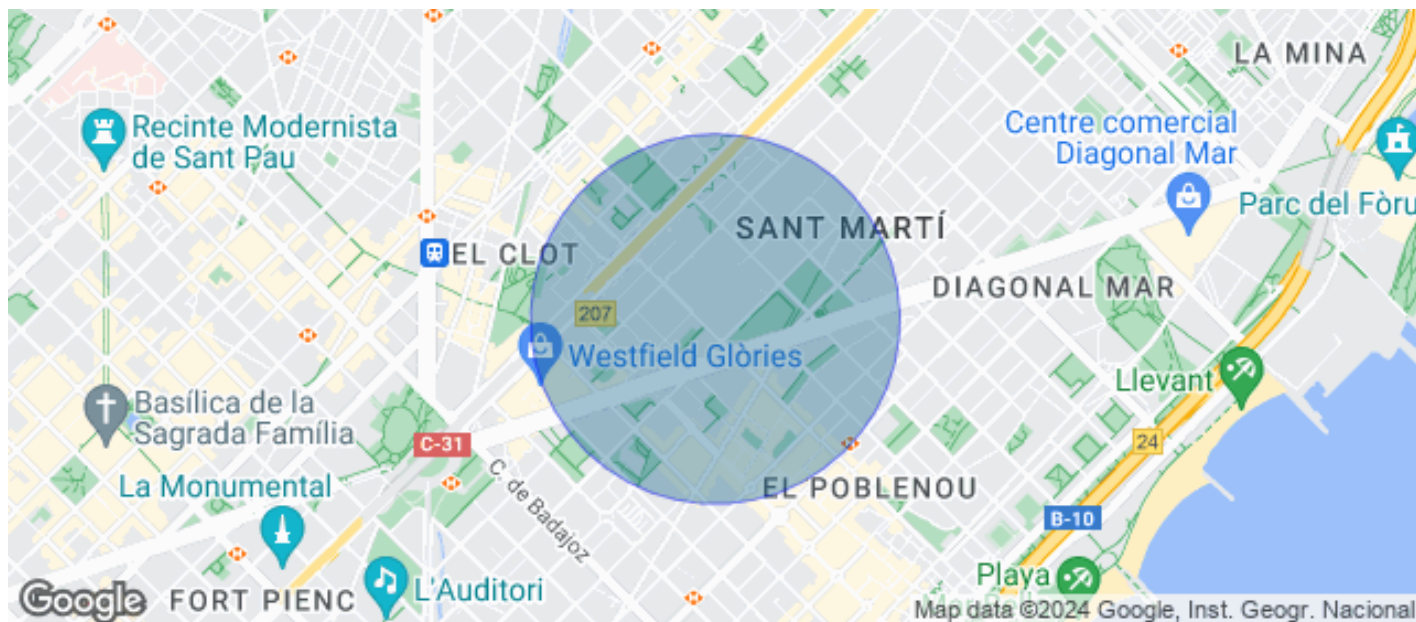 LA MINA
Recinte Modernista
de Sant Pau
Centre comercial
Diagonal Mar
Parc del Fòru
SANT MARTÍ
EL CLOT
DIAGONAL MAR
207
Westfield Glòries
Llevant
Basílica de la
Sagrada Família
C-31
24
La Monumental
C. de Badajoz
EL POBLENOU
B-10
Playa
L'Auditori
FORT PIENC
Google
Map data ©2024 Google, Inst. Geogr. Nacional